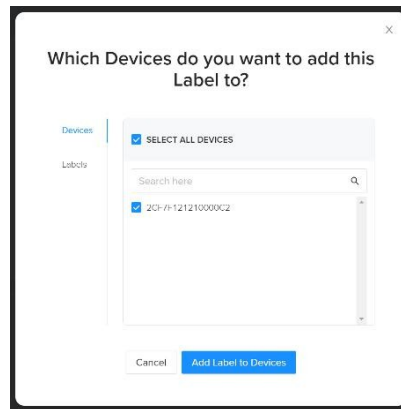 X
Which Devices do you want to add this
Label to?
Devices
SELECT ALL DEVICES
Labels
Search here
2CF7F121210000C2
Cancel
Add Label to Devices